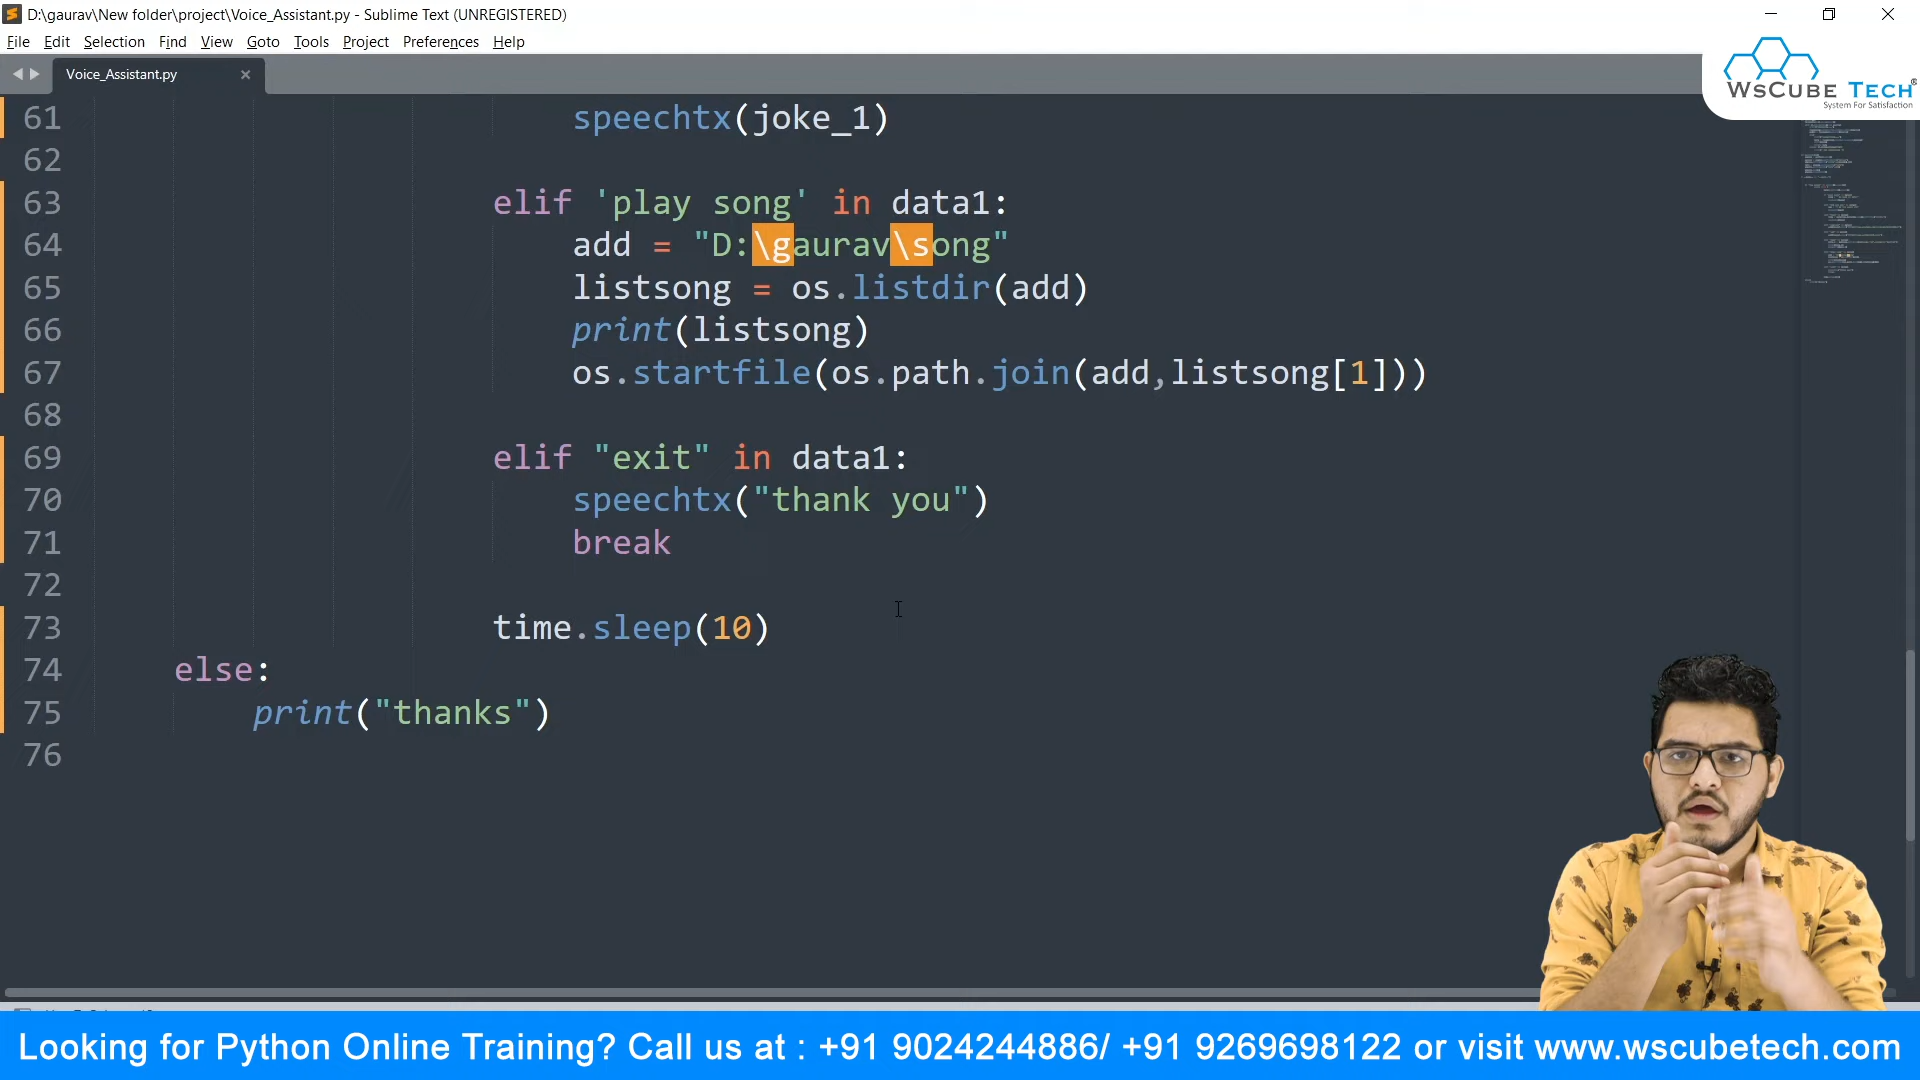 D:\gaurav\New folder\project\Voice_Assistant.py - Sublime Text (UNREGISTERED)
File Edit Selection Find View Goto Tools Project Preferences Help
Voice_Assistant.py
WsCube Tech®
System For Satisfaction
61 speechtx(joke_1)
62
63 elif 'play song' in data1:
64 add = "D:\gaurav\song"
65 listsong = os.listdir(add)
66 print(listsong)
67 os.startfile(os.path.join(add,listsong[1]))
68
69 elif "exit" in data1:
70 speechtx("thank you")
71 break
72
73 time.sleep(10)
74 else:
75 print("thanks")
76
Looking for Python Online Training? Call us at : +91 9024244886/ +91 9269698122 or visit www.wscubetech.com